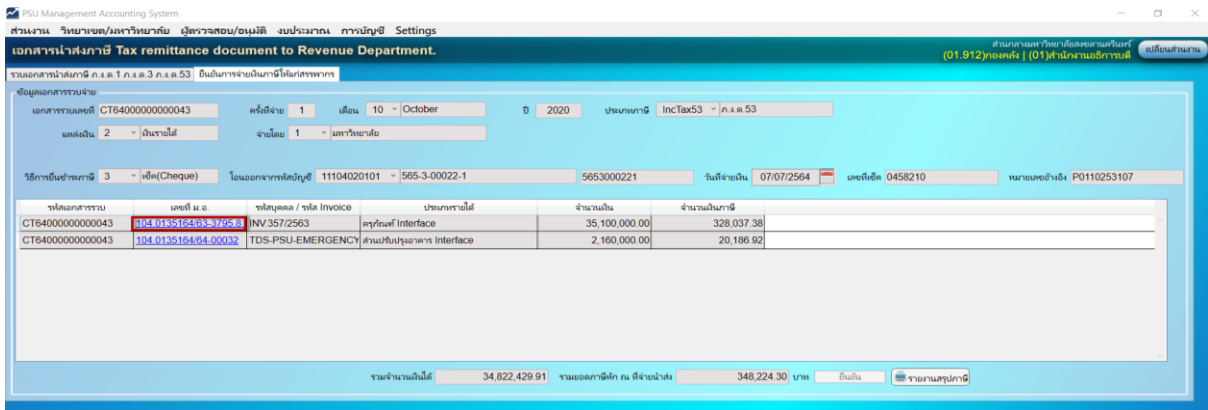 PSU Management Accounting System
ส่วนงาน วิทยาเขต/มหาวิทยาลัย ผู้ตรวจสอบ/อนุมัติ งบประมาณ การบัญชี Settings
เอกสารนำส่งภาษี Tax remittance document to Revenue Department.
ส่วนกลางมหาวิทยาลัยสงขลานครินทร์
(01.912)กองคลัง | (01)สำนักงานอธิการบดี
เปลี่ยนส่วนงาน
รวมเอกสารนำส่งภาษี ภ.ง.ด.1 ภ.ง.ด.3 ภ.ง.ด.53 ยืนยันการจ่ายเงินภาษีให้แก่สรรพากร
ข้อมูลเอกสารรวมจ่าย
เอกสารรวมเลขที่ CT64000000000043 ครั้งที่จ่าย 1 เดือน 10 October ปี 2020 ประเภทภาษี IncTax53 ภ.ง.ด.53
แหล่งเงิน 2 เงินรายได้ จ่ายโดย 1 มหาวิทยาลัย
วิธีการยื่นชำระภาษี 3 เช็ค(Cheque) โอนออกจากรหัสบัญชี 11104020101 565-3-00022-1 5653000221 วันที่จ่ายเงิน 07/07/2564 เลขที่เช็ค 0458210 หมายเลขอ้างอิง P0110253107
รหัสเอกสารรวม เลขที่ ม.อ. รหัสบุคคล / รหัส Invoice ประเภทรายได้ จำนวนเงิน จำนวนเงินภาษี
CT64000000000043 104.0135164/63-3795.8 INV.357/2563 ครุภัณฑ์ Interface 35,100,000.00 328,037.38
CT64000000000043 104.0135164/64-00032 TDS-PSU-EMERGENCY ส่วนปรับปรุงอาคาร Interface 2,160,000.00 20,186.92
รวมจำนวนเงินได้ 34,822,429.91 รวมยอดภาษีหัก ณ ที่จ่ายนำส่ง 348,224.30 บาท ยืนยัน รายงานสรุปภาษี